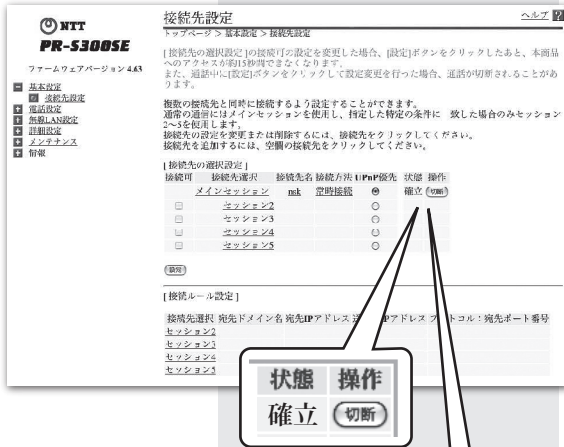 NTT
PR-S300SE
ファームウェアバージョン 4.63
基本設定
接続先設定
電話設定
無線LAN設定
詳細設定
メンテナンス
情報
接続先設定
ヘルプ ?
トップページ > 基本設定 > 接続先設定
[接続先の選択設定]の接続可の設定を変更した場合、[設定]ボタンをクリックしたあと、本商品
へのアクセスが約15秒間できなくなります。
また、通話中に[設定]ボタンをクリックして設定変更を行った場合、通話が切断されることがあ
ります。
複数の接続先と同時に接続するよう設定することができます。
通常の通信にはメインセッションを使用し、指定した特定の条件に 致した場合のみセッション
2～5を使用します。
接続先の設定を変更または削除するには、接続先をクリックしてください。
接続先を追加するには、空欄の接続先をクリックしてください。
[接続先の選択設定]
接続可 接続先選択 接続先名 接続方法 UPnP優先 状態 操作
メインセッション nsk 常時接続 確立 切断
セッション2
セッション3
セッション4
セッション5
設定
[接続ルール設定]
接続先選択 宛先ドメイン名 宛先IPアドレス IPアドレス プ トコル：宛先ポート番号
セッション2
セッション3
セッション4
セッション5
状態 操作
確立 切断